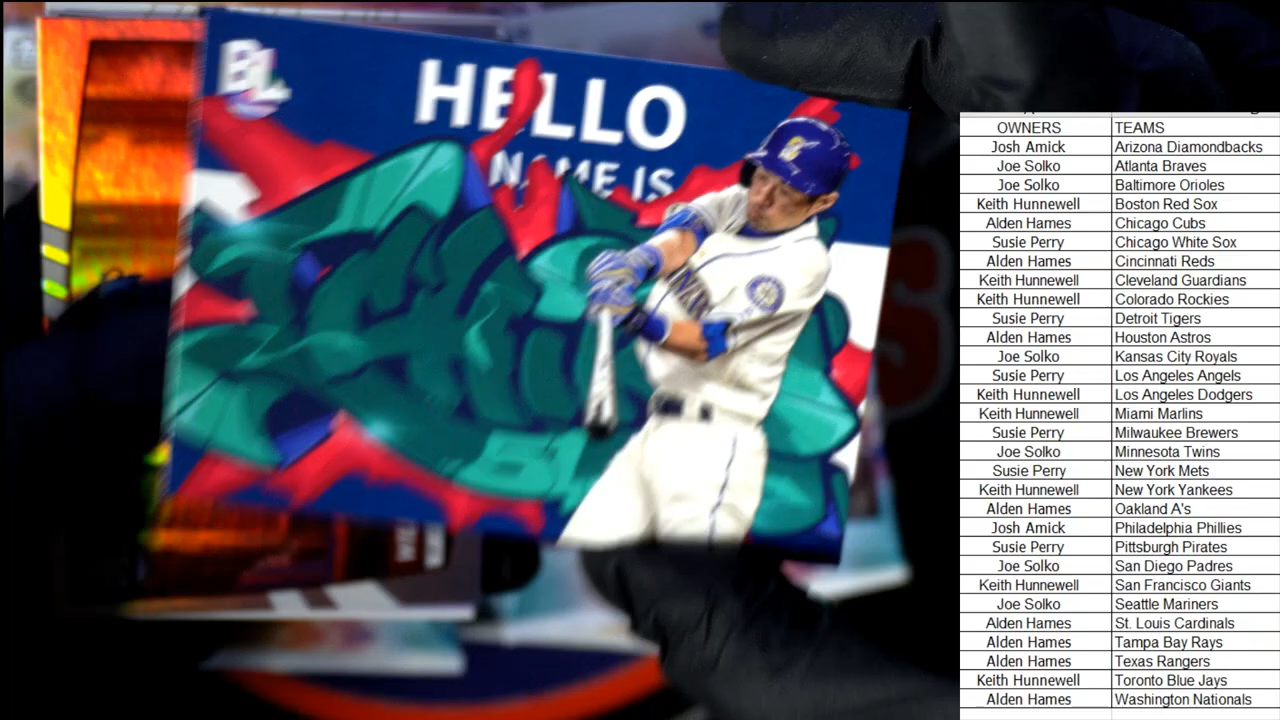 BL
HELLO
NAME IS
OWNERS TEAMS
Josh Amick Arizona Diamondbacks
Joe Solko Atlanta Braves
Joe Solko Baltimore Orioles
Keith Hunnewell Boston Red Sox
Alden Hames Chicago Cubs
Susie Perry Chicago White Sox
Alden Hames Cincinnati Reds
Keith Hunnewell Cleveland Guardians
Keith Hunnewell Colorado Rockies
Susie Perry Detroit Tigers
Alden Hames Houston Astros
Joe Solko Kansas City Royals
Susie Perry Los Angeles Angels
Keith Hunnewell Los Angeles Dodgers
Keith Hunnewell Miami Marlins
Susie Perry Milwaukee Brewers
Joe Solko Minnesota Twins
Susie Perry New York Mets
Keith Hunnewell New York Yankees
Alden Hames Oakland A's
Josh Amick Philadelphia Phillies
Susie Perry Pittsburgh Pirates
Joe Solko San Diego Padres
Keith Hunnewell San Francisco Giants
Joe Solko Seattle Mariners
Alden Hames St. Louis Cardinals
Alden Hames Tampa Bay Rays
Alden Hames Texas Rangers
Keith Hunnewell Toronto Blue Jays
Alden Hames Washington Nationals